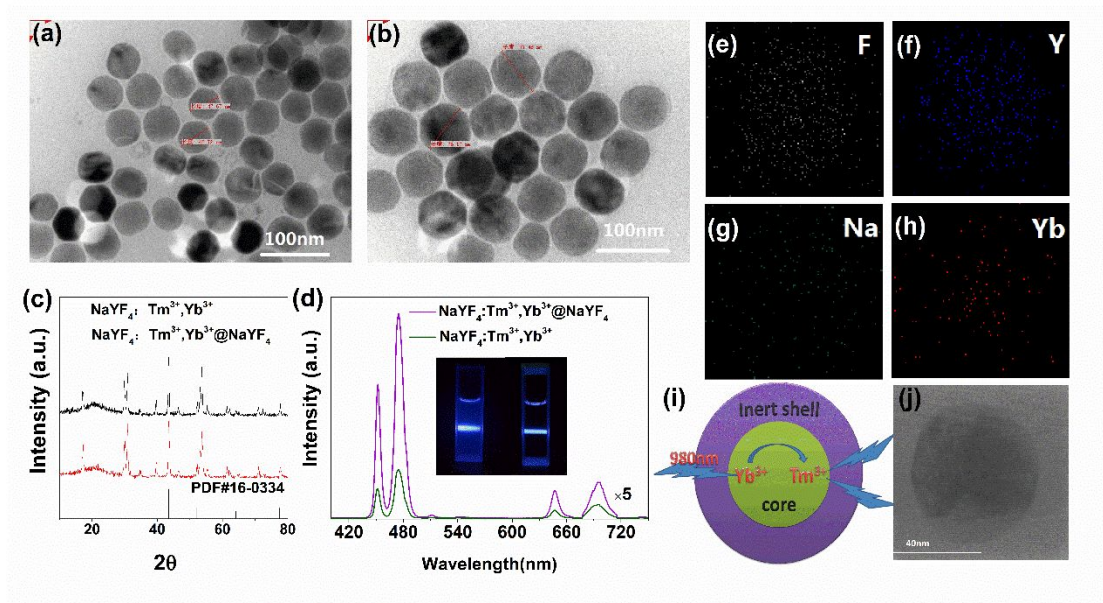 (a)
100nm
(b)
100nm
(e)
F
(f)
Y
(g)
Na
(h)
Yb
(c)
NaYF₄: Tm³⁺,Yb³⁺
NaYF₄: Tm³⁺,Yb³⁺@NaYF₄
Intensity (a.u.)
PDF#16-0334
20
40
60
80
2θ
(d)
NaYF₄:Tm³⁺,Yb³⁺@NaYF₄
NaYF₄:Tm³⁺,Yb³⁺
Intensity (a.u.)
×5
420
480
540
600
660
720
Wavelength(nm)
(i)
Inert shell
980nm
Yb³⁺
Tm³⁺
core
(j)
40nm